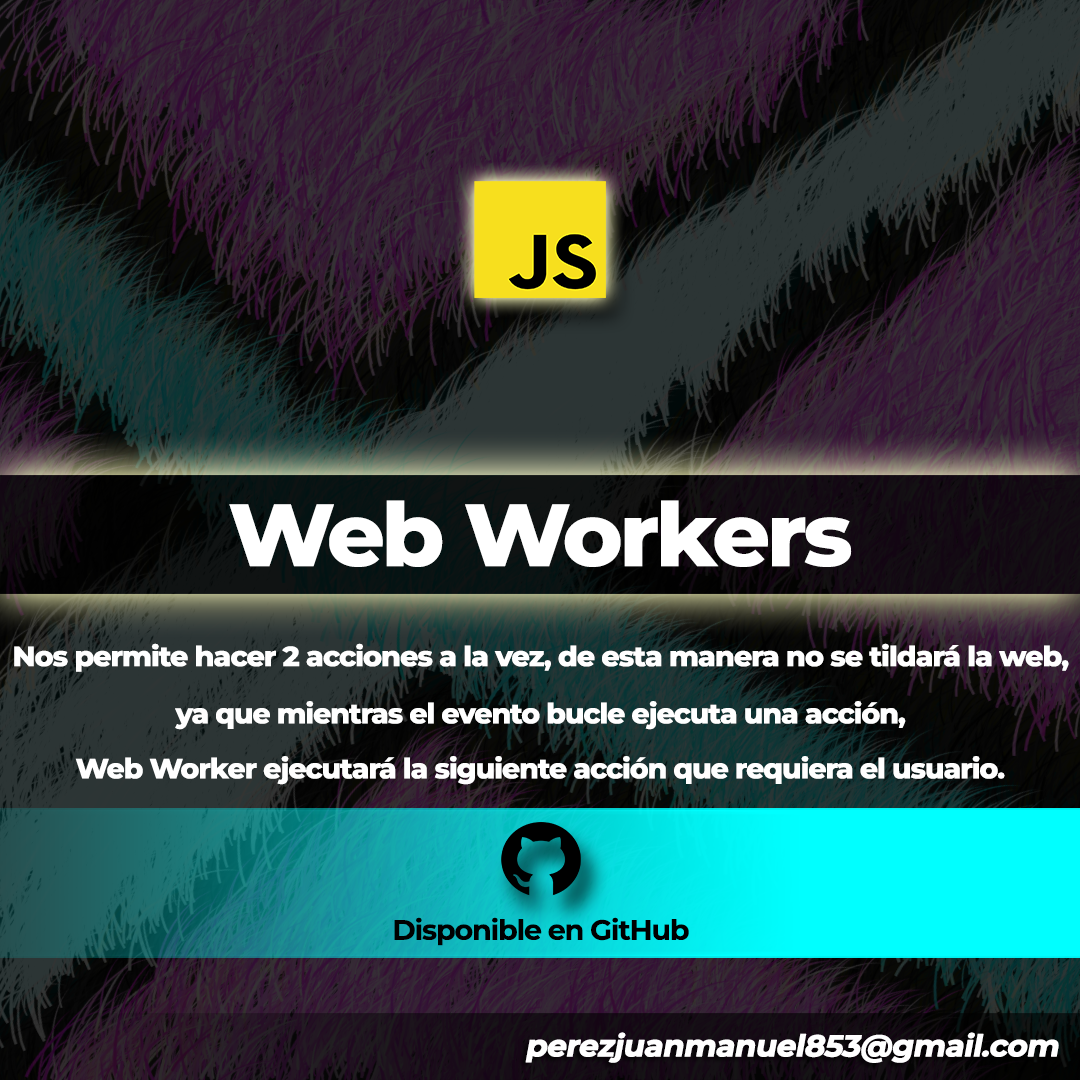 JS
Web Workers
Nos permite hacer 2 acciones a la vez, de esta manera no se tildará la web,
ya que mientras el evento bucle ejecuta una acción,
Web Worker ejecutará la siguiente acción que requiera el usuario.
Disponible en GitHub
perezjuanmanuel853@gmail.com